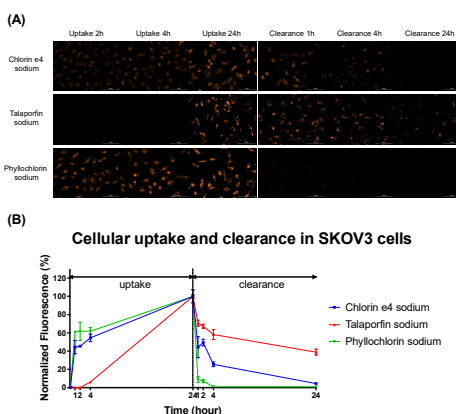 (A)
Uptake 2h Uptake 4h Uptake 24h Clearance 1h Clearance 4h Clearance 24h
Chlorin e4
sodium
Talaporfin
sodium
Phyllochlorin
sodium
(B)
Cellular uptake and clearance in SKOV3 cells
Normalized Fluorescence (%)
120
100
80
60
40
20
0
uptake clearance
Chlorin e4 sodium
Talaporfin sodium
Phyllochlorin sodium
1 2 4 24 2 4 24
Time (hour)